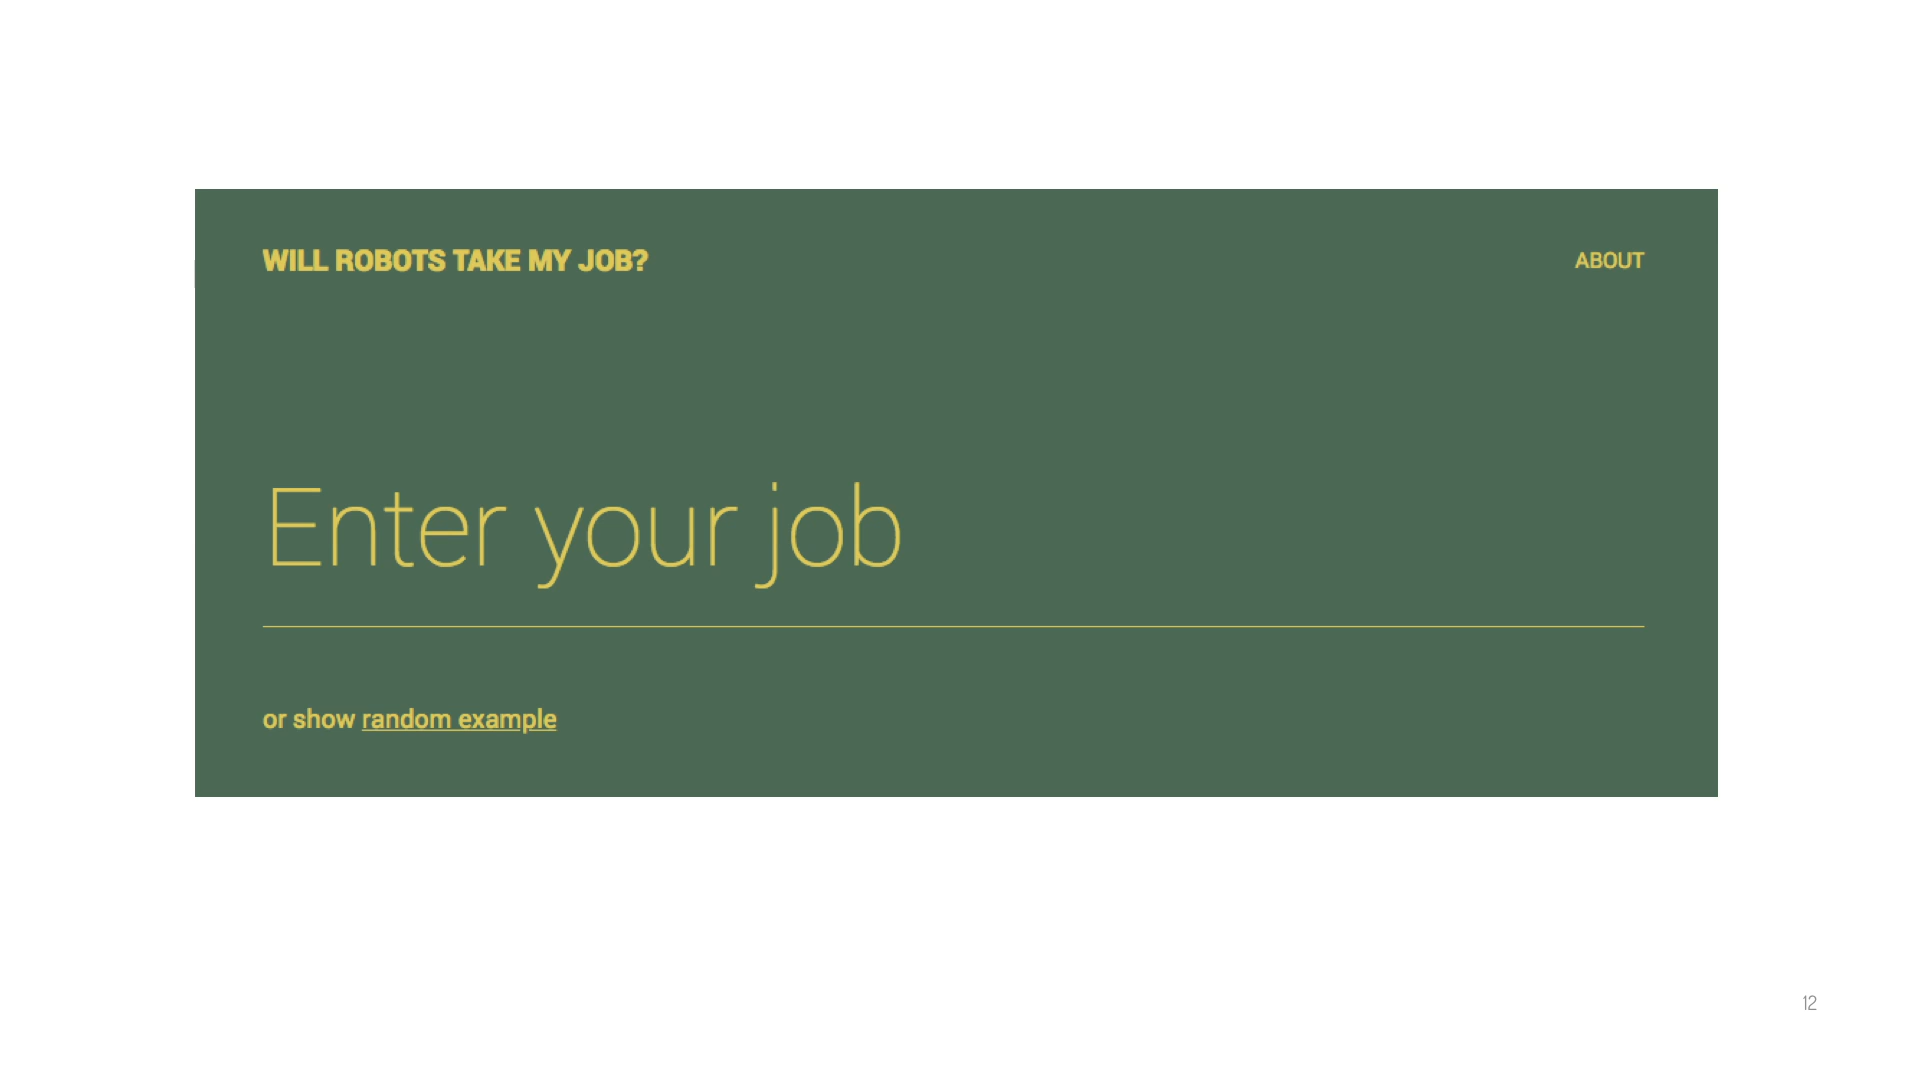 WILL ROBOTS TAKE MY JOB?
ABOUT
Enter your job
or show random example
12